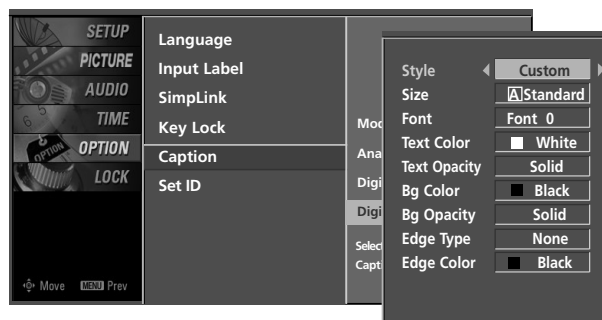 SETUP
PICTURE
AUDIO
TIME
OPTION
LOCK
Move MENU Prev
Language
Input Label
SimpLink
Key Lock
Caption
Set ID
Style Custom
Size A Standard
Font Font 0
Text Color White
Text Opacity Solid
Bg Color Black
Bg Opacity Solid
Edge Type None
Edge Color Black